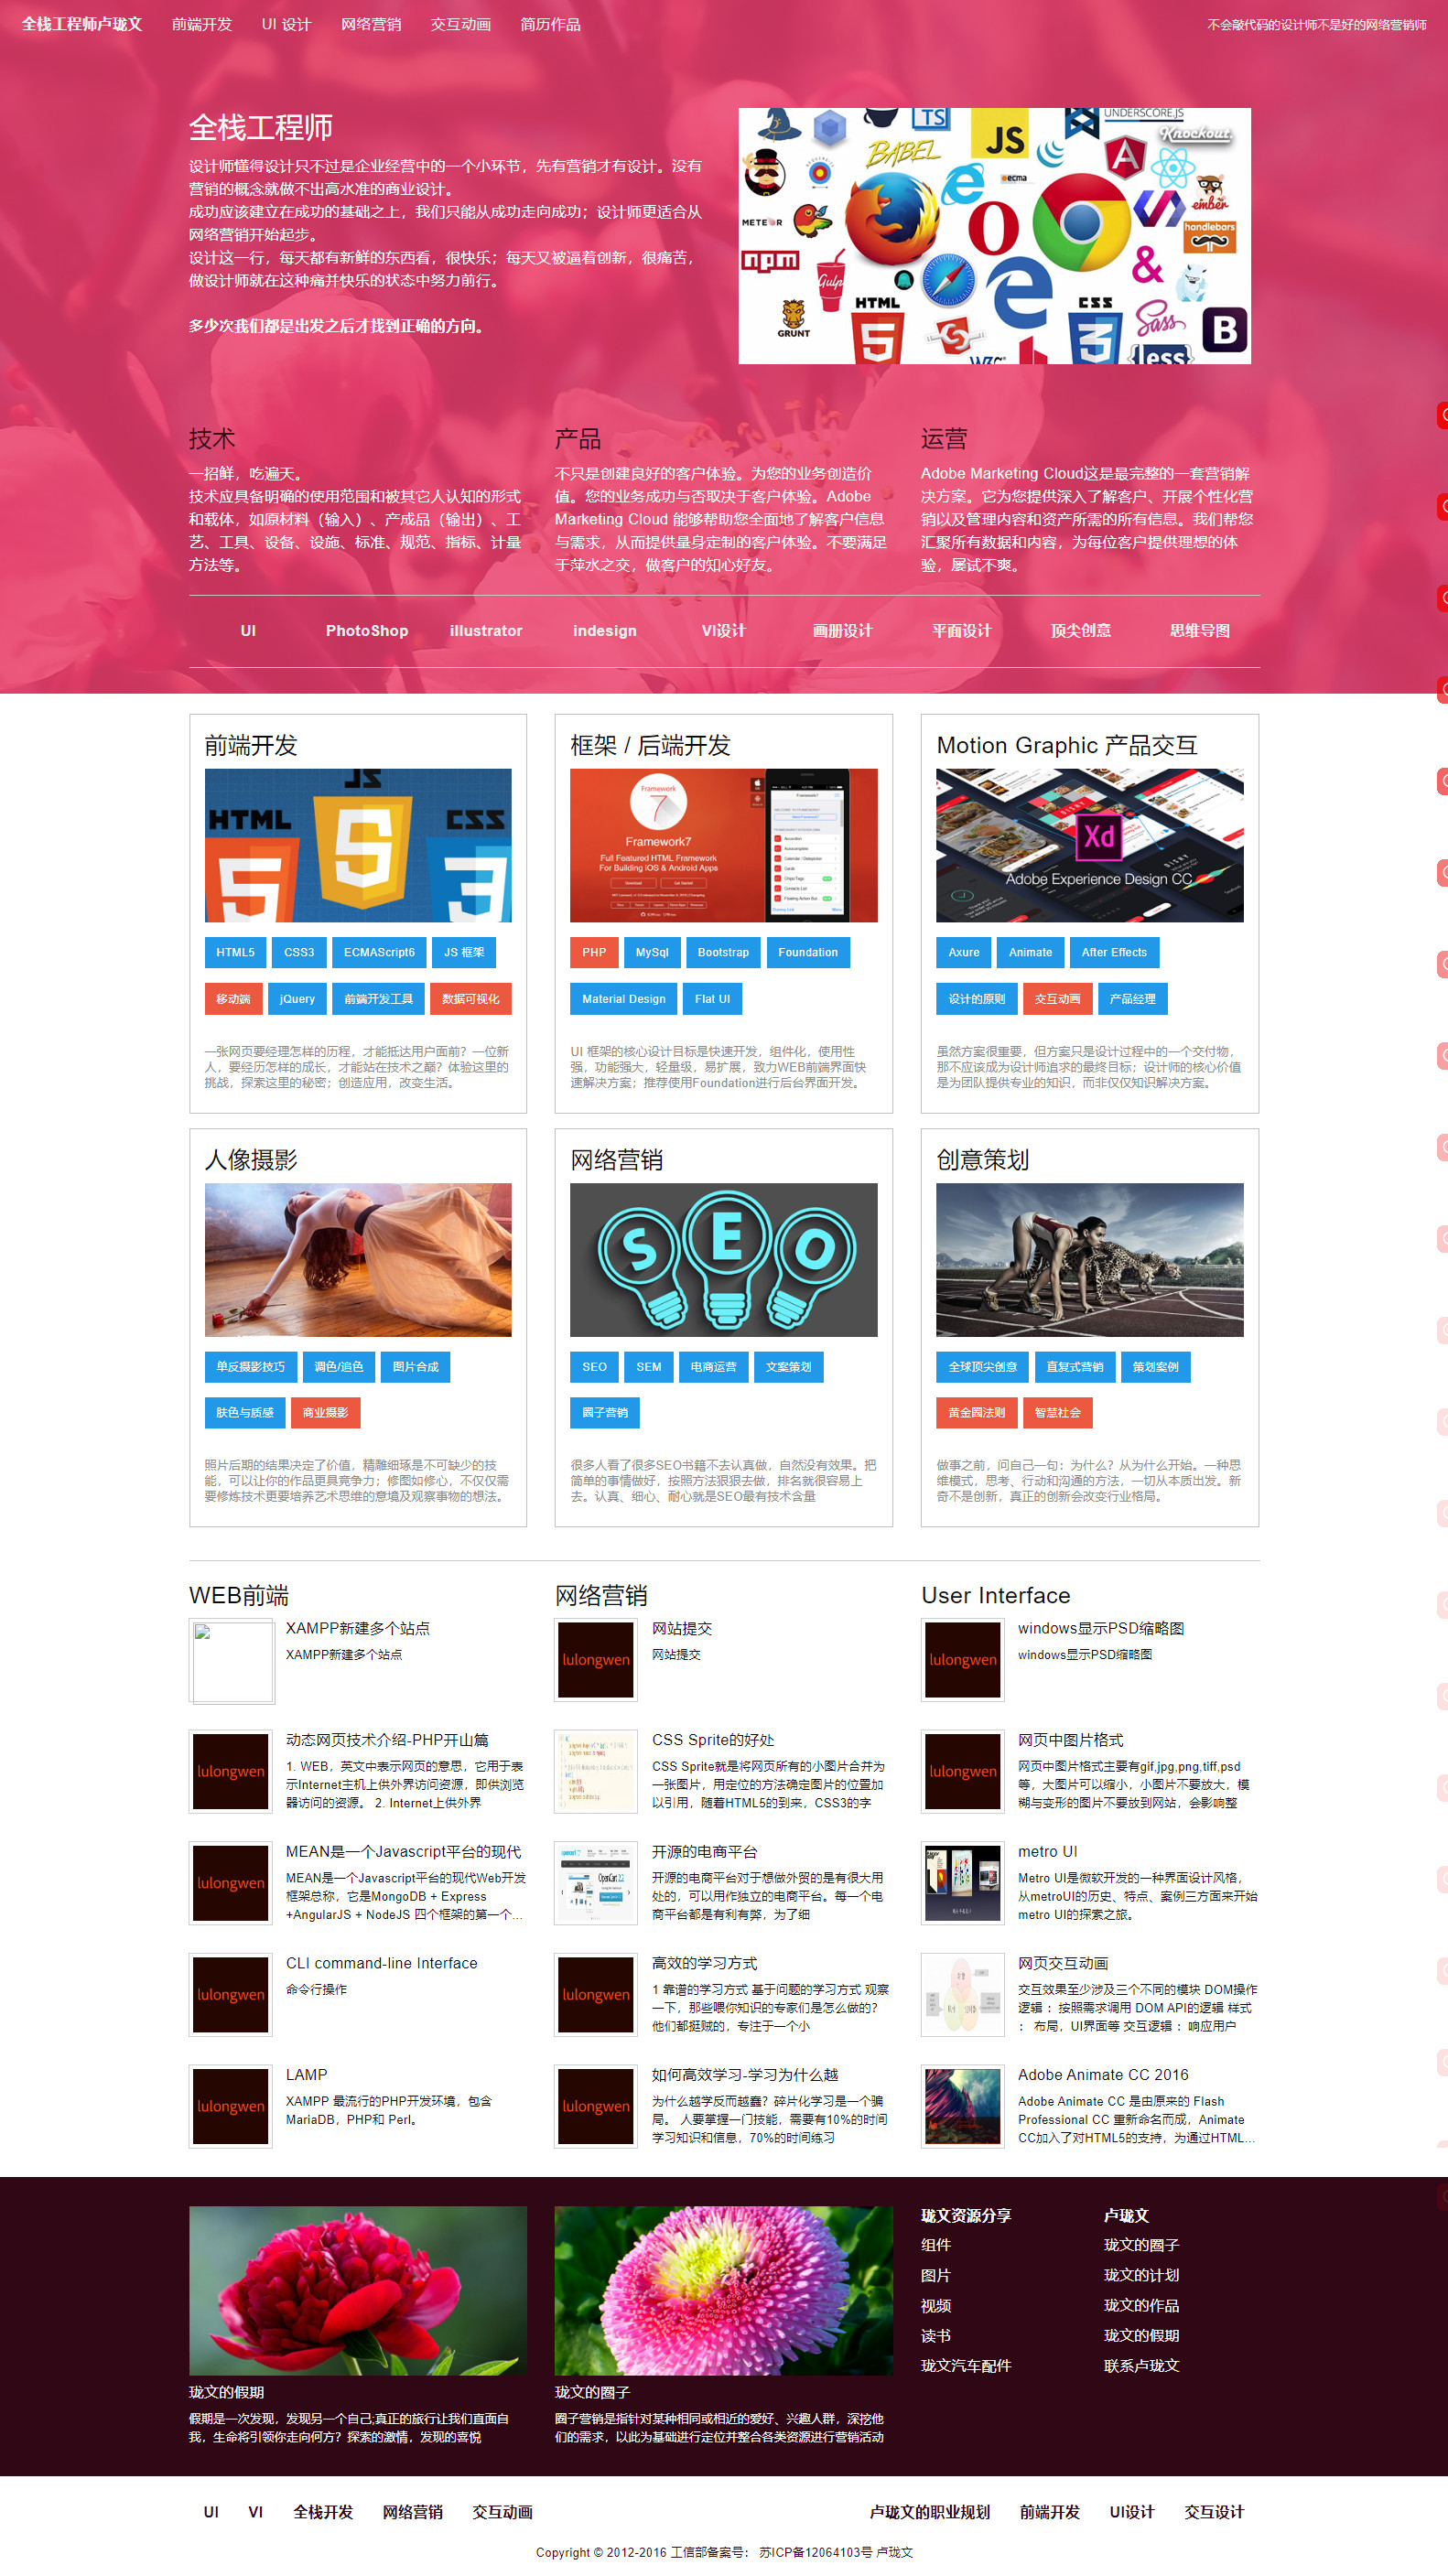 全栈工程师卢珑文 前端开发 UI 设计 网络营销 交互动画 简历作品 不会敲代码的设计师不是好的网络营销师
全栈工程师
设计师懂得设计只不过是企业经营中的一个小环节，先有营销才有设计。没有
营销的概念就做不出高水准的商业设计。
成功应该建立在成功的基础之上，我们只能从成功走向成功；设计师更适合从
网络营销开始起步。
设计这一行，每天都有新鲜的东西看，很快乐；每天又被逼着创新，很痛苦，
做设计师就在这种痛并快乐的状态中努力前行。
多少次我们都是出发之后才找到正确的方向。
TS
JS
UNDERSCORE.JS
Knockout.
BABEL
ecma
METEOR
ember
handlebars
npm
Gulp
&
GRUNT
HTML
5
W3C
CSS
3
Sass
{less}
B
技术
一招鲜，吃遍天。
技术应具备明确的使用范围和被其它人认知的形式
和载体，如原材料（输入）、产成品（输出）、工
艺、工具、设备、设施、标准、规范、指标、计量
方法等。
产品
不只是创建良好的客户体验。为您的业务创造价
值。您的业务成功与否取决于客户体验。Adobe
Marketing Cloud 能够帮助您全面地了解客户信息
与需求，从而提供量身定制的客户体验。不要满足
于萍水之交，做客户的知心好友。
运营
Adobe Marketing Cloud这是最完整的一套营销解
决方案。它为您提供深入了解客户、开展个性化营
销以及管理内容和资产所需的所有信息。我们帮您
汇聚所有数据和内容，为每位客户提供理想的体
验，屡试不爽。
UI PhotoShop illustrator indesign VI设计 画册设计 平面设计 顶尖创意 思维导图
前端开发
JS
HTML CSS
5 5 3
HTML5 CSS3 ECMAScript6 JS 框架
移动端 jQuery 前端开发工具 数据可视化
一张网页要经理怎样的历程，才能抵达用户面前？一位新
人，要经历怎样的成长，才能站在技术之巅？体验这里的
挑战，探索这里的秘密；创造应用，改变生活。
框架 / 后端开发
Framework
7
Framework7
Full Featured HTML Framework
For Building iOS & Android Apps
PHP MySql Bootstrap Foundation
Material Design Flat UI
UI 框架的核心设计目标是快速开发，组件化，使用性
强，功能强大，轻量级，易扩展，致力WEB前端界面快
速解决方案；推荐使用Foundation进行后台界面开发。
Motion Graphic 产品交互
Xd
Adobe Experience Design CC
Axure Animate After Effects
设计的原则 交互动画 产品经理
虽然方案很重要，但方案只是设计过程中的一个交付物，
那不应该成为设计师追求的最终目标；设计师的核心价值
是为团队提供专业的知识，而非仅仅知识解决方案。
人像摄影
单反摄影技巧 调色/追色 图片合成
肤色与质感 商业摄影
照片后期的结果决定了价值，精雕细琢是不可缺少的技
能，可以让你的作品更具竞争力；修图如修心，不仅仅需
要修炼技术更要培养艺术思维的意境及观察事物的想法。
网络营销
S E O
SEO SEM 电商运营 文案策划
圈子营销
很多人看了很多SEO书籍不去认真做，自然没有效果。把
简单的事情做好，按照方法狠狠去做，排名就很容易上
去。认真、细心、耐心就是SEO最有技术含量
创意策划
全球顶尖创意 直复式营销 策划案例
黄金圆法则 智慧社会
做事之前，问自己一句：为什么？从为什么开始。一种思
维模式，思考、行动和沟通的方法，一切从本质出发。新
奇不是创新，真正的创新会改变行业格局。
WEB前端
XAMPP新建多个站点
XAMPP新建多个站点
lulongwen
动态网页技术介绍-PHP开山篇
1. WEB，英文中表示网页的意思，它用于表
示Internet主机上供外界访问资源，即供浏览
器访问的资源。 2. Internet上供外界
lulongwen
MEAN是一个Javascript平台的现代
MEAN是一个Javascript平台的现代Web开发
框架总称，它是MongoDB + Express
+AngularJS + NodeJS 四个框架的第一个...
lulongwen
CLI command-line Interface
命令行操作
lulongwen
LAMP
XAMPP 最流行的PHP开发环境，包含
MariaDB，PHP和 Perl。
网络营销
lulongwen
网站提交
网站提交
CSS Sprite的好处
CSS Sprite就是将网页所有的小图片合并为
一张图片，用定位的方法确定图片的位置加
以引用，随着HTML5的到来，CSS3的字
OpenCart 2.2
开源的电商平台
开源的电商平台对于想做外贸的是有很大用
处的，可以用作独立的电商平台。每一个电
商平台都是有利有弊，为了细
lulongwen
高效的学习方式
1 靠谱的学习方式 基于问题的学习方式 观察
一下，那些喂你知识的专家们是怎么做的？
他们都挺贼的，专注于一个小
lulongwen
如何高效学习-学习为什么越
为什么越学反而越蠢？碎片化学习是一个骗
局。 人要掌握一门技能，需要有10%的时间
学习知识和信息，70%的时间练习
User Interface
lulongwen
windows显示PSD缩略图
windows显示PSD缩略图
lulongwen
网页中图片格式
网页中图片格式主要有gif,jpg,png,tiff,psd
等，大图片可以缩小，小图片不要放大，模
糊与变形的图片不要放到网站，会影响整
metro UI
Metro UI是微软开发的一种界面设计风格，
从metroUI的历史、特点、案例三方面来开始
metro UI的探索之旅。
网页交互动画
交互效果至少涉及三个不同的模块 DOM操作
逻辑 ： 按照需求调用 DOM API的逻辑 样式
： 布局，UI界面等 交互逻辑 ： 响应用户
Adobe Animate CC 2016
Adobe Animate CC 是由原来的 Flash
Professional CC 重新命名而成，Animate
CC加入了对HTML5的支持，为通过HTML...
珑文的假期
假期是一次发现，发现另一个自己;真正的旅行让我们直面自
我，生命将引领你走向何方？探索的激情，发现的喜悦
珑文的圈子
圈子营销是指针对某种相同或相近的爱好、兴趣人群，深挖他
们的需求，以此为基础进行定位并整合各类资源进行营销活动
珑文资源分享
组件
图片
视频
读书
珑文汽车配件
卢珑文
珑文的圈子
珑文的计划
珑文的作品
珑文的假期
联系卢珑文
UI VI 全栈开发 网络营销 交互动画 卢珑文的职业规划 前端开发 UI设计 交互设计
Copyright © 2012-2016 工信部备案号： 苏ICP备12064103号 卢珑文